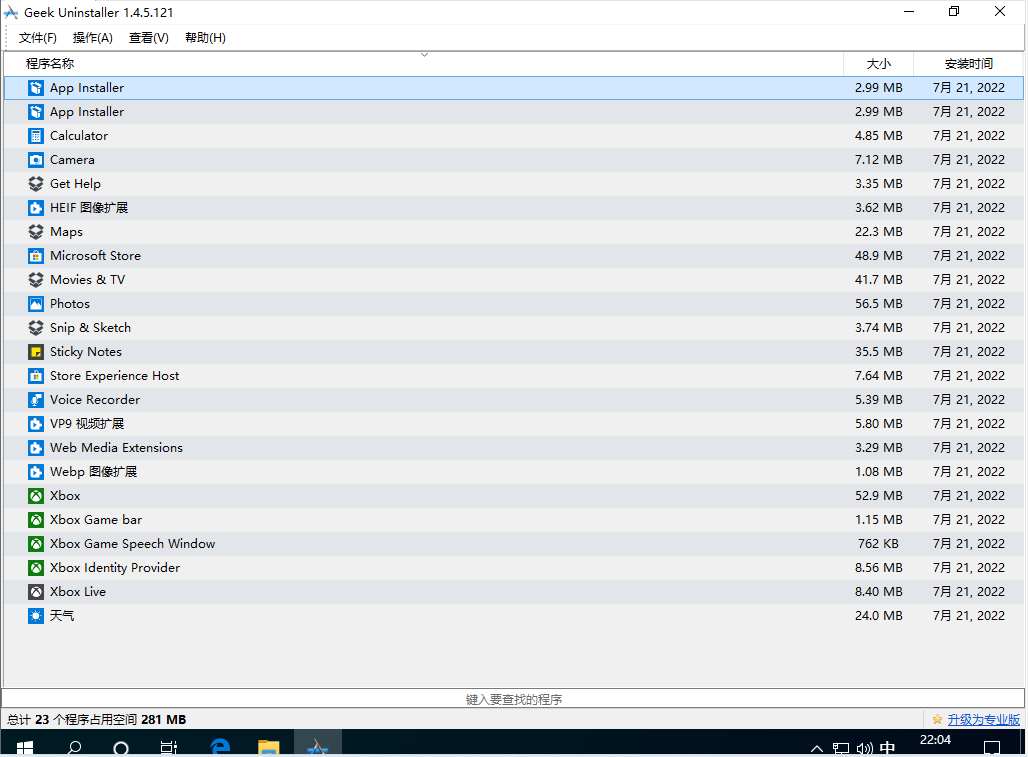 Geek Uninstaller 1.4.5.121
文件(F) 操作(A) 查看(V) 帮助(H)
程序名称 大小 安装时间
App Installer 2.99 MB 7月 21, 2022
App Installer 2.99 MB 7月 21, 2022
Calculator 4.85 MB 7月 21, 2022
Camera 7.12 MB 7月 21, 2022
Get Help 3.35 MB 7月 21, 2022
HEIF 图像扩展 3.62 MB 7月 21, 2022
Maps 22.3 MB 7月 21, 2022
Microsoft Store 48.9 MB 7月 21, 2022
Movies & TV 41.7 MB 7月 21, 2022
Photos 56.5 MB 7月 21, 2022
Snip & Sketch 3.74 MB 7月 21, 2022
Sticky Notes 35.5 MB 7月 21, 2022
Store Experience Host 7.64 MB 7月 21, 2022
Voice Recorder 5.39 MB 7月 21, 2022
VP9 视频扩展 5.80 MB 7月 21, 2022
Web Media Extensions 3.29 MB 7月 21, 2022
Webp 图像扩展 1.08 MB 7月 21, 2022
Xbox 52.9 MB 7月 21, 2022
Xbox Game bar 1.15 MB 7月 21, 2022
Xbox Game Speech Window 762 KB 7月 21, 2022
Xbox Identity Provider 8.56 MB 7月 21, 2022
Xbox Live 8.40 MB 7月 21, 2022
天气 24.0 MB 7月 21, 2022
键入要查找的程序
总计 23 个程序占用空间 281 MB 升级为专业版
中 22:04